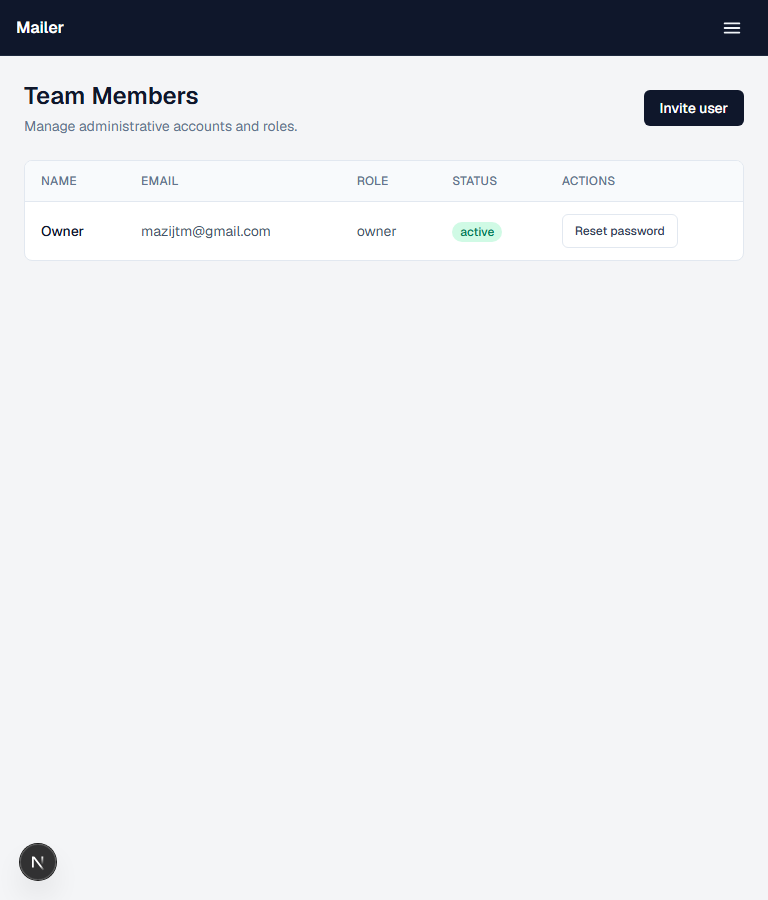 Mailer
Team Members
Manage administrative accounts and roles.
Invite user
NAME EMAIL ROLE STATUS ACTIONS
Owner mazijtm@gmail.com owner active Reset password
N